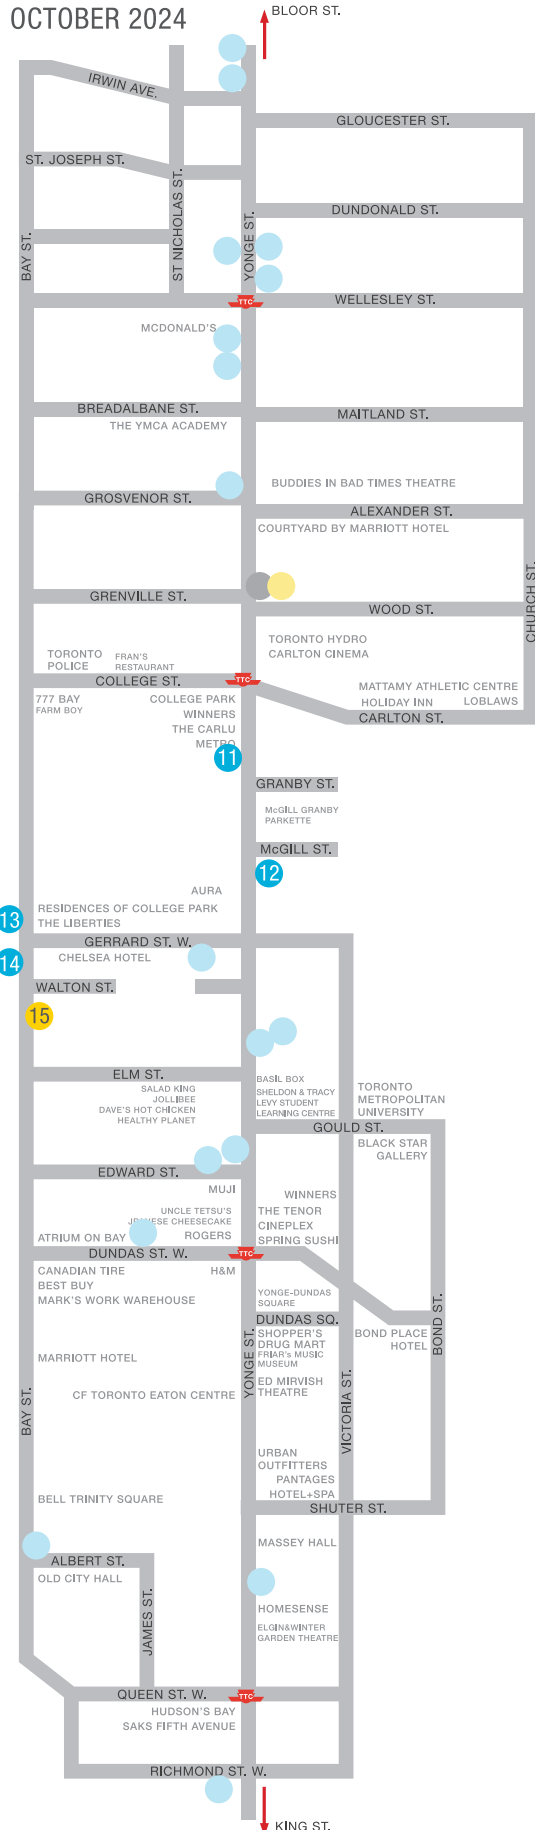 OCTOBER 2024
BLOOR ST.
IRWIN AVE.
GLOUCESTER ST.
ST. JOSEPH ST.
ST NICHOLAS ST.
DUNDONALD ST.
BAY ST.
YONGE ST.
TTC
WELLESLEY ST.
MCDONALD'S
BREADALBANE ST.
MAITLAND ST.
THE YMCA ACADEMY
BUDDIES IN BAD TIMES THEATRE
GROSVENOR ST.
ALEXANDER ST.
COURTYARD BY MARRIOTT HOTEL
CHURCH ST.
GRENVILLE ST.
WOOD ST.
TORONTO HYDRO
CARLTON CINEMA
TORONTO
POLICE
FRAN'S
RESTAURANT
COLLEGE ST.
TTC
777 BAY
FARM BOY
COLLEGE PARK
WINNERS
THE CARLU
METRO
MATTAMY ATHLETIC CENTRE
HOLIDAY INN
LOBLAWS
CARLTON ST.
11
GRANBY ST.
McGILL GRANBY
PARKETTE
McGILL ST.
12
AURA
13
RESIDENCES OF COLLEGE PARK
THE LIBERTIES
GERRARD ST. W.
CHELSEA HOTEL
14
WALTON ST.
15
ELM ST.
BASIL BOX
SHELDON & TRACY
LEVY STUDENT
LEARNING CENTRE
TORONTO
METROPOLITAN
UNIVERSITY
SALAD KING
JOLLIBEE
DAVE'S HOT CHICKEN
HEALTHY PLANET
GOULD ST.
BLACK STAR
GALLERY
EDWARD ST.
MUJI
WINNERS
UNCLE TETSU'S
CHEESECAKE
THE TENOR
CINEPLEX
SPRING SUSHI
ATRIUM ON BAY
ROGERS
DUNDAS ST. W.
TTC
CANADIAN TIRE
BEST BUY
MARK'S WORK WAREHOUSE
H&M
YONGE-DUNDAS
SQUARE
DUNDAS SQ.
SHOPPER'S
DRUG MART
FRIAR's MUSIC
MUSEUM
BOND PLACE
HOTEL
BOND ST.
MARRIOTT HOTEL
YONGE ST.
ED MIRVISH
THEATRE
CF TORONTO EATON CENTRE
BAY ST.
VICTORIA ST.
URBAN
OUTFITTERS
PANTAGES
HOTEL+SPA
BELL TRINITY SQUARE
SHUTER ST.
MASSEY HALL
ALBERT ST.
OLD CITY HALL
JAMES ST.
HOMESENSE
ELGIN&WINTER
GARDEN THEATRE
QUEEN ST. W.
TTC
HUDSON'S BAY
SAKS FIFTH AVENUE
RICHMOND ST. W.
KING ST.